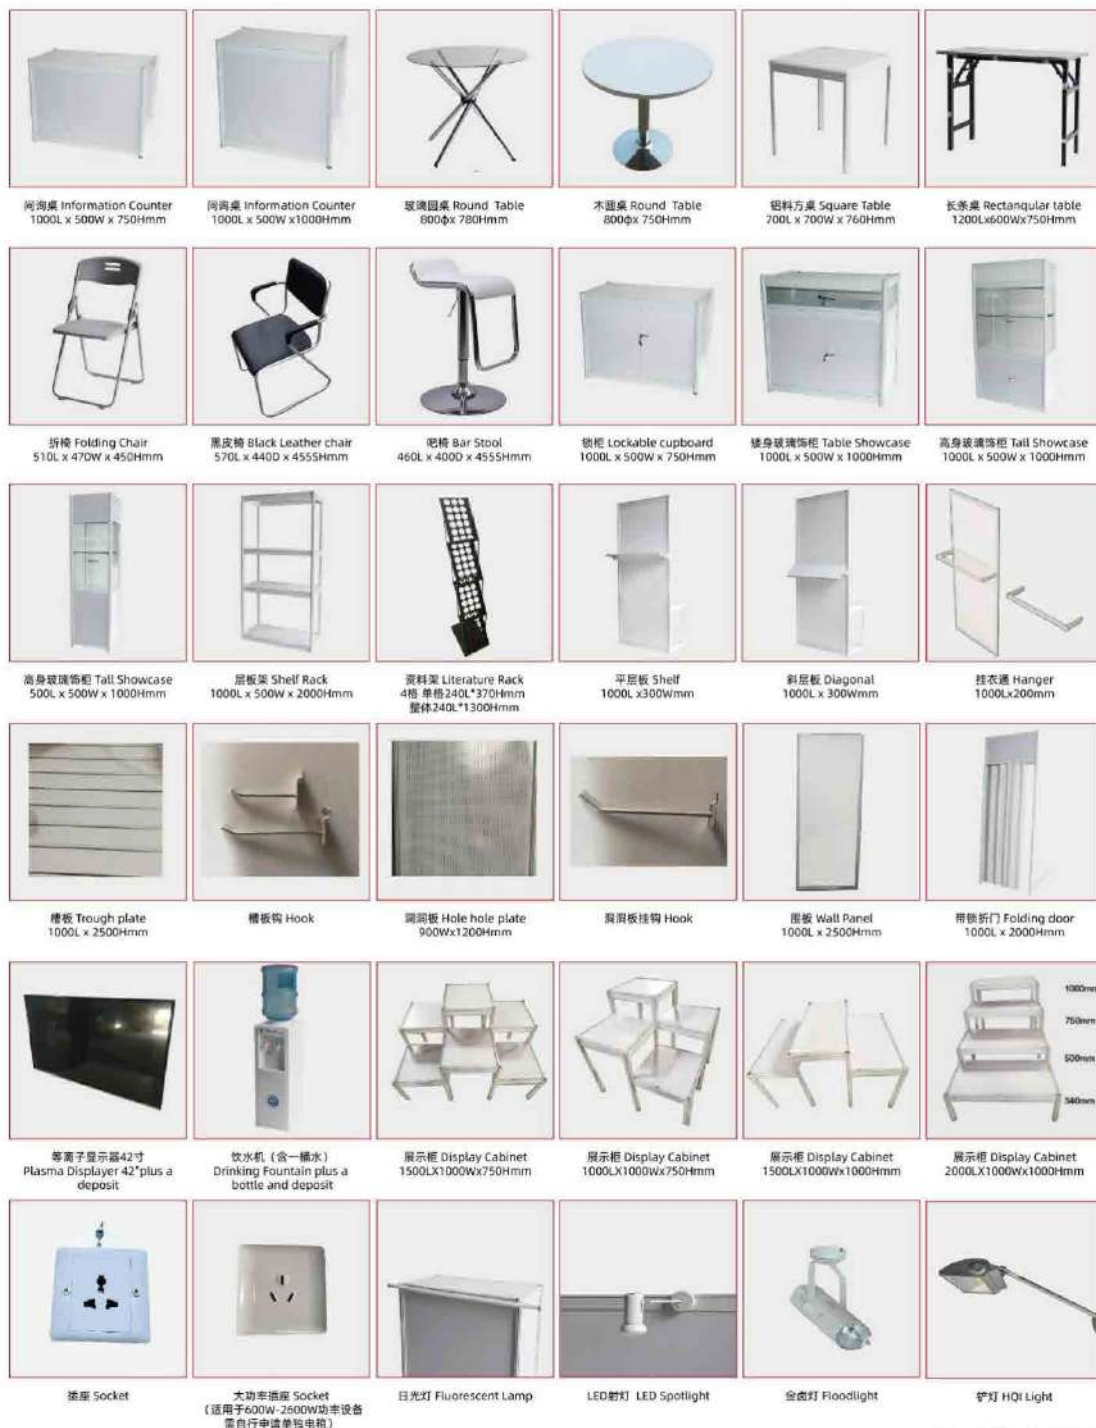 问询桌 Information Counter
1000L x 500W x 750Hmm
问询桌 Information Counter
1000L x 500W x1000Hmm
玻璃圆桌 Round Table
800ɸx 780Hmm
木圆桌 Round Table
800ɸx 750Hmm
铝料方桌 Square Table
700L x 700W x 760Hmm
长条桌 Rectanqular table
1200Lx600Wx750Hmm
折椅 Folding Chair
510L x 470W x 450Hmm
黑皮椅 Black Leather chair
570L x 440D x 455SHmm
吧椅 Bar Stool
460L x 400D x 455SHmm
锁柜 Lockable cupboard
1000L x 500W x 750Hmm
矮身玻璃饰柜 Table Showcase
1000L x 500W x 1000Hmm
高身玻璃饰柜 Tall Showcase
1000L x 500W x 1000Hmm
高身玻璃饰柜 Tall Showcase
500L x 500W x 1000Hmm
层板架 Shelf Rack
1000L x 500W x 2000Hmm
资料架 Literature Rack
4格 单格240L*370Hmm
整体240L*1300Hmm
平层板 Shelf
1000L x300Wmm
斜层板 Diagonal
1000L x 300Wmm
挂衣通 Hanger
1000Lx200mm
槽板 Trough plate
1000L x 2500Hmm
槽板钩 Hook
洞洞板 Hole hole plate
900Wx1200Hmm
洞洞板挂钩 Hook
围板 Wall Panel
1000L x 2500Hmm
带锁折门 Folding door
1000L x 2000Hmm
1000mm
750mm
500mm
340mm
等离子显示器42寸
Plasma Displayer 42"plus a
deposit
饮水机（含一桶水）
Drinking Fountain plus a
bottle and deposit
展示柜 Display Cabinet
1500LX1000Wx750Hmm
展示柜 Display Cabinet
1000LX1000Wx750Hmm
展示柜 Display Cabinet
1500LX1000Wx1000Hmm
展示柜 Display Cabinet
2000LX1000Wx1000Hmm
插座 Socket
大功率插座 Socket
（适用于600W-2600W功率设备
需自行申请单独电箱）
日光灯 Fluorescent Lamp
LED射灯 LED Spotlight
金卤灯 Floodlight
铲灯 HQI Light